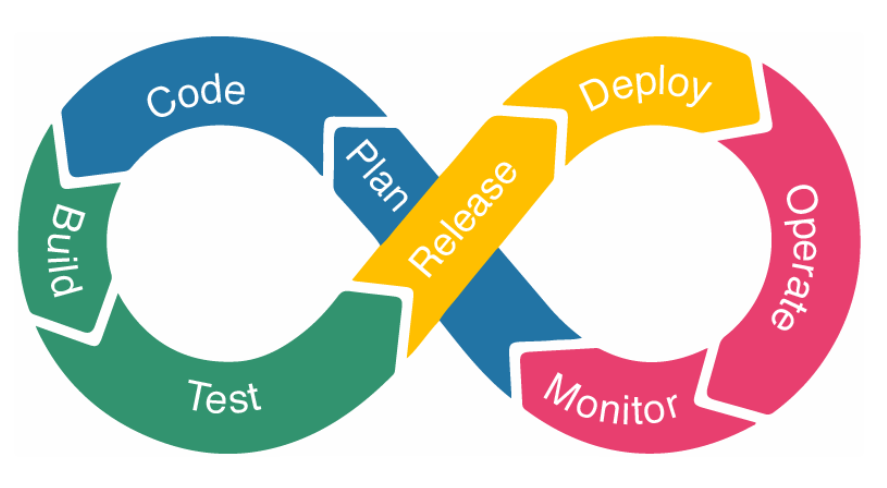 Code
Plan
Deploy
Release
Build
Operate
Test
Monitor